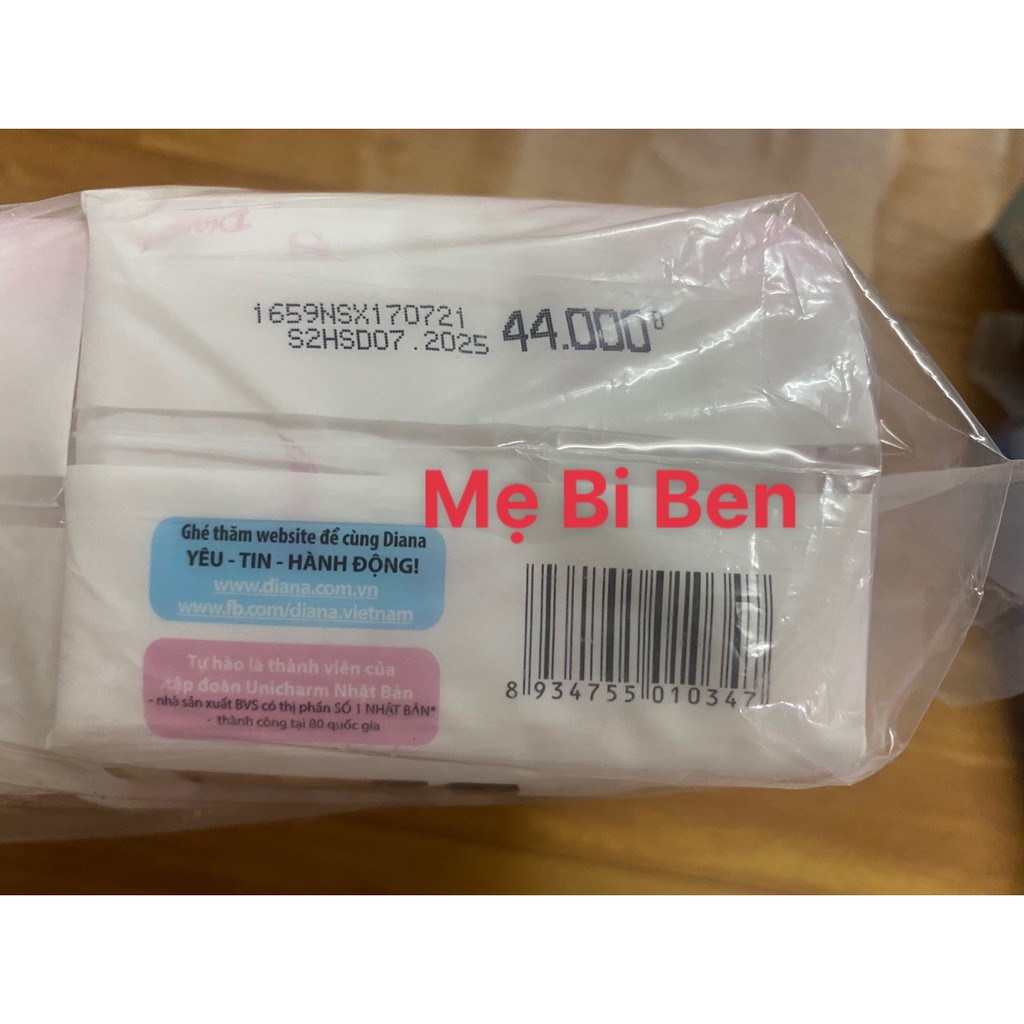 Diana
1659NSX170721
S2HSD07.2025
44.000đ
Mẹ Bi Ben
Ghé thăm website để cùng Diana
YÊU - TIN - HÀNH ĐỘNG!
www.diana.com.vn
www.fb.com/diana.vietnam
Tự hào là thành viên của
tập đoàn Unicharm Nhật Bản
- nhà sản xuất BVS có thị phần SỐ 1 NHẬT BẢN*
- thành công tại 80 quốc gia
8 934755 010347